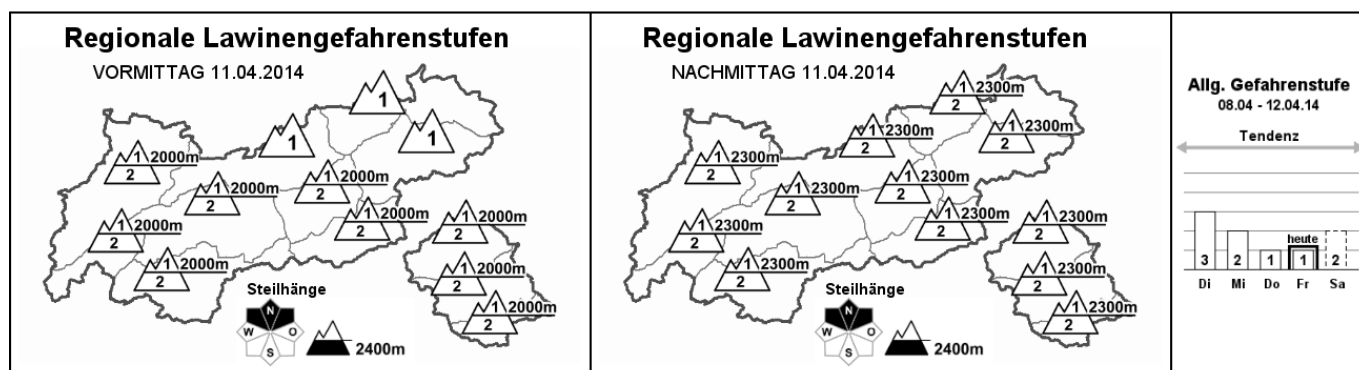 Regionale Lawinengefahrenstufen
VORMITTAG 11.04.2014
1
1
1
1 2000m
2
1 2000m
2
1 2000m
2
1 2000m
2
1 2000m
2
1 2000m
2
1 2000m
2
1 2000m
2
1 2000m
2
Steilhänge
N
W O
S
2400m
Regionale Lawinengefahrenstufen
NACHMITTAG 11.04.2014
1 2300m
2
1 2300m
2
1 2300m
2
1 2300m
2
1 2300m
2
1 2300m
2
1 2300m
2
1 2300m
2
1 2300m
2
1 2300m
2
1 2300m
2
1 2300m
2
Steilhänge
N
W O
S
2400m
Allg. Gefahrenstufe
08.04 - 12.04.14
Tendenz
heute
3 2 1 1 2
Di Mi Do Fr Sa